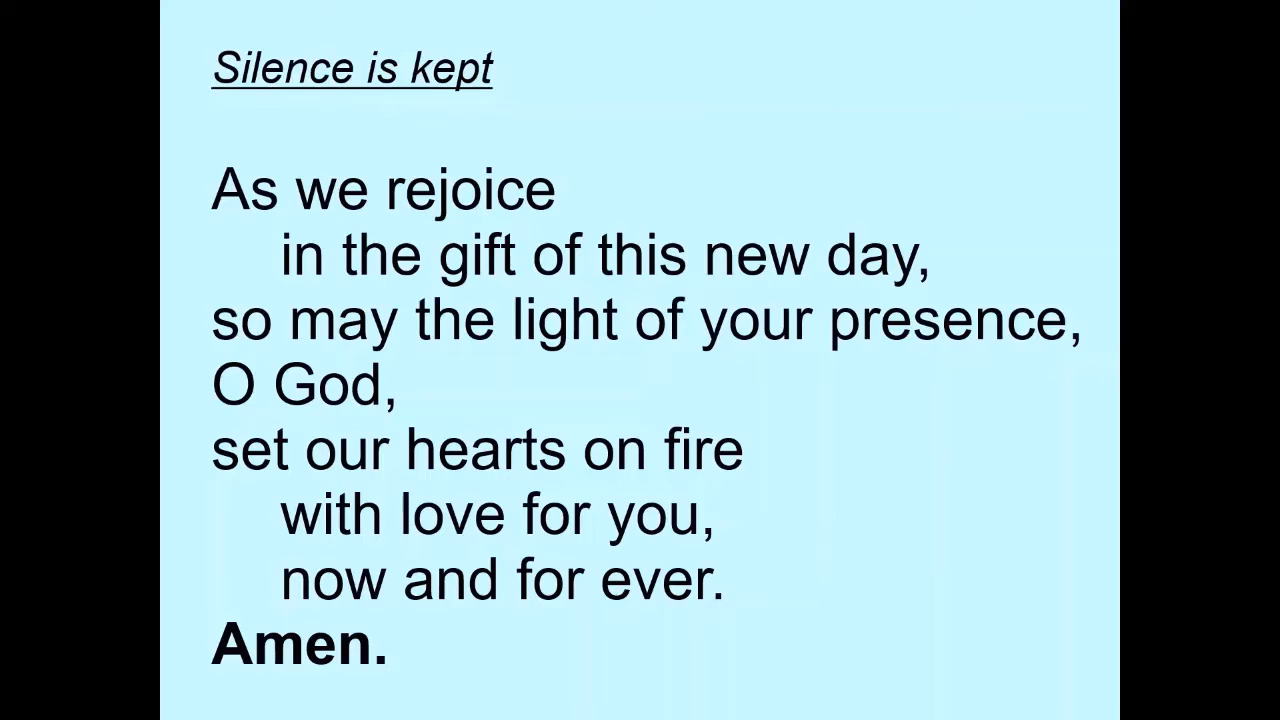 Silence is kept
As we rejoice
in the gift of this new day,
so may the light of your presence,
O God,
set our hearts on fire
with love for you,
now and for ever.
Amen.